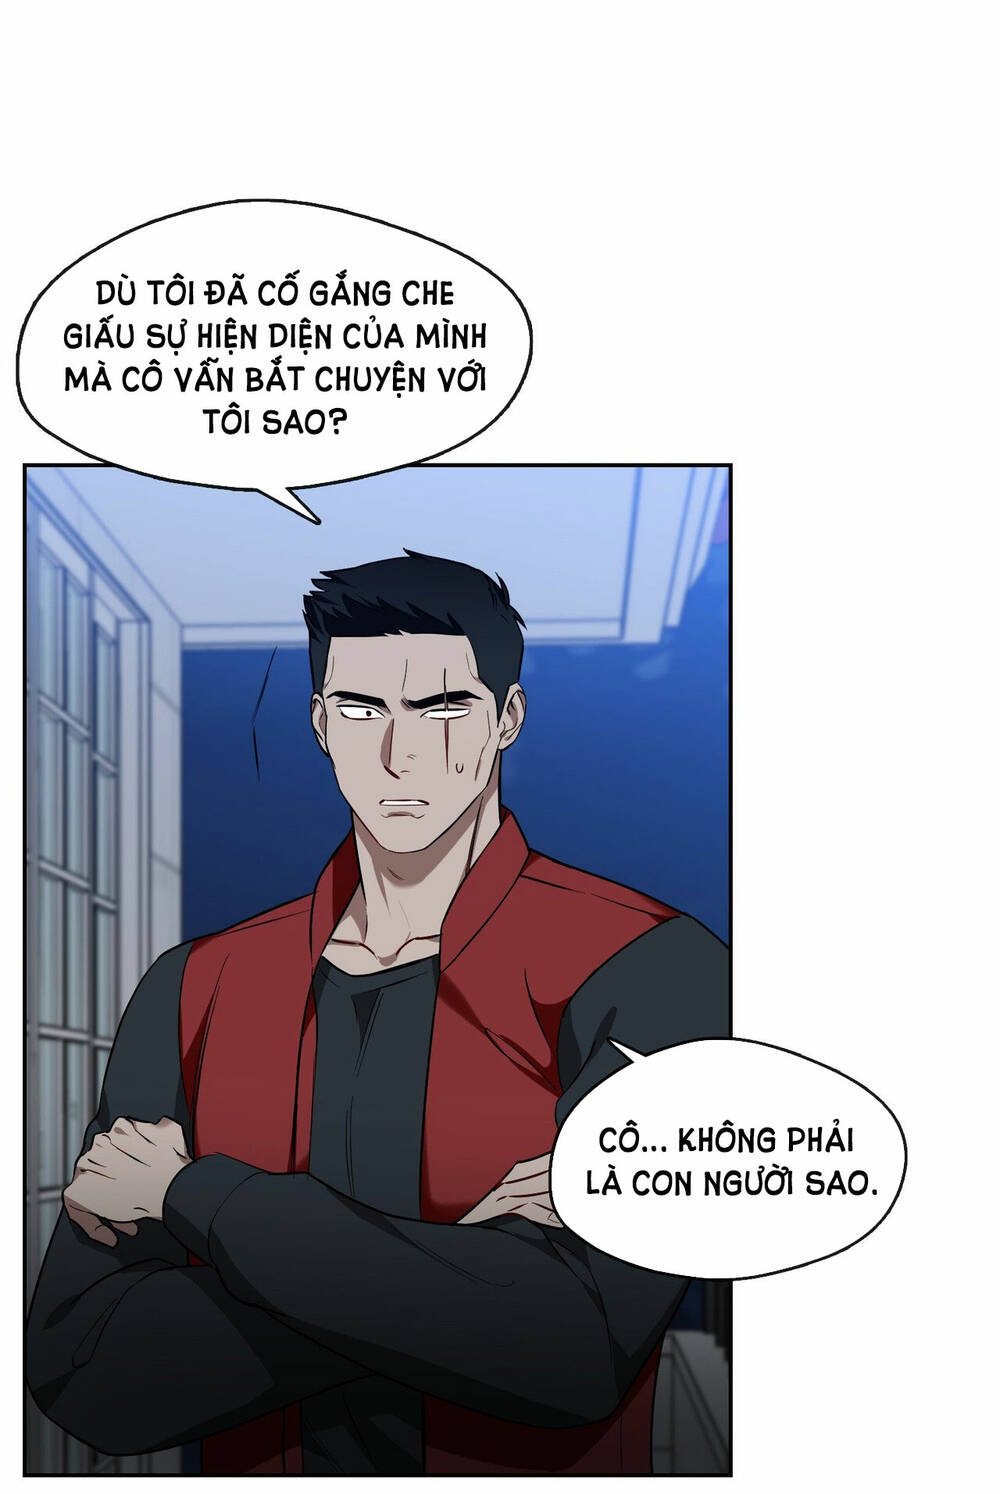 DÙ TÔI ĐÃ CỐ GẮNG CHE
GIẤU SỰ HIỆN DIỆN CỦA MÌNH
MÀ CÔ VẪN BẮT CHUYỆN VỚI
TÔI SAO?
CÔ... KHÔNG PHẢI
LÀ CON NGƯỜI SAO.